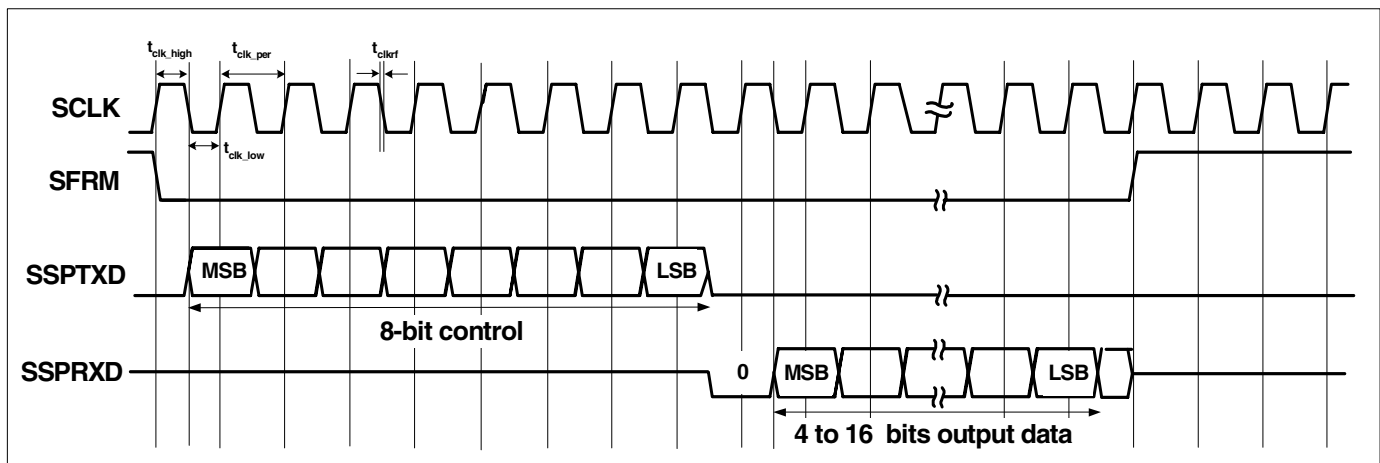 t_clk_high t_clk_per t_clkrf
SCLK
t_clk_low
SFRM
SSPTXD MSB LSB
8-bit control
SSPRXD 0 MSB LSB
4 to 16 bits output data